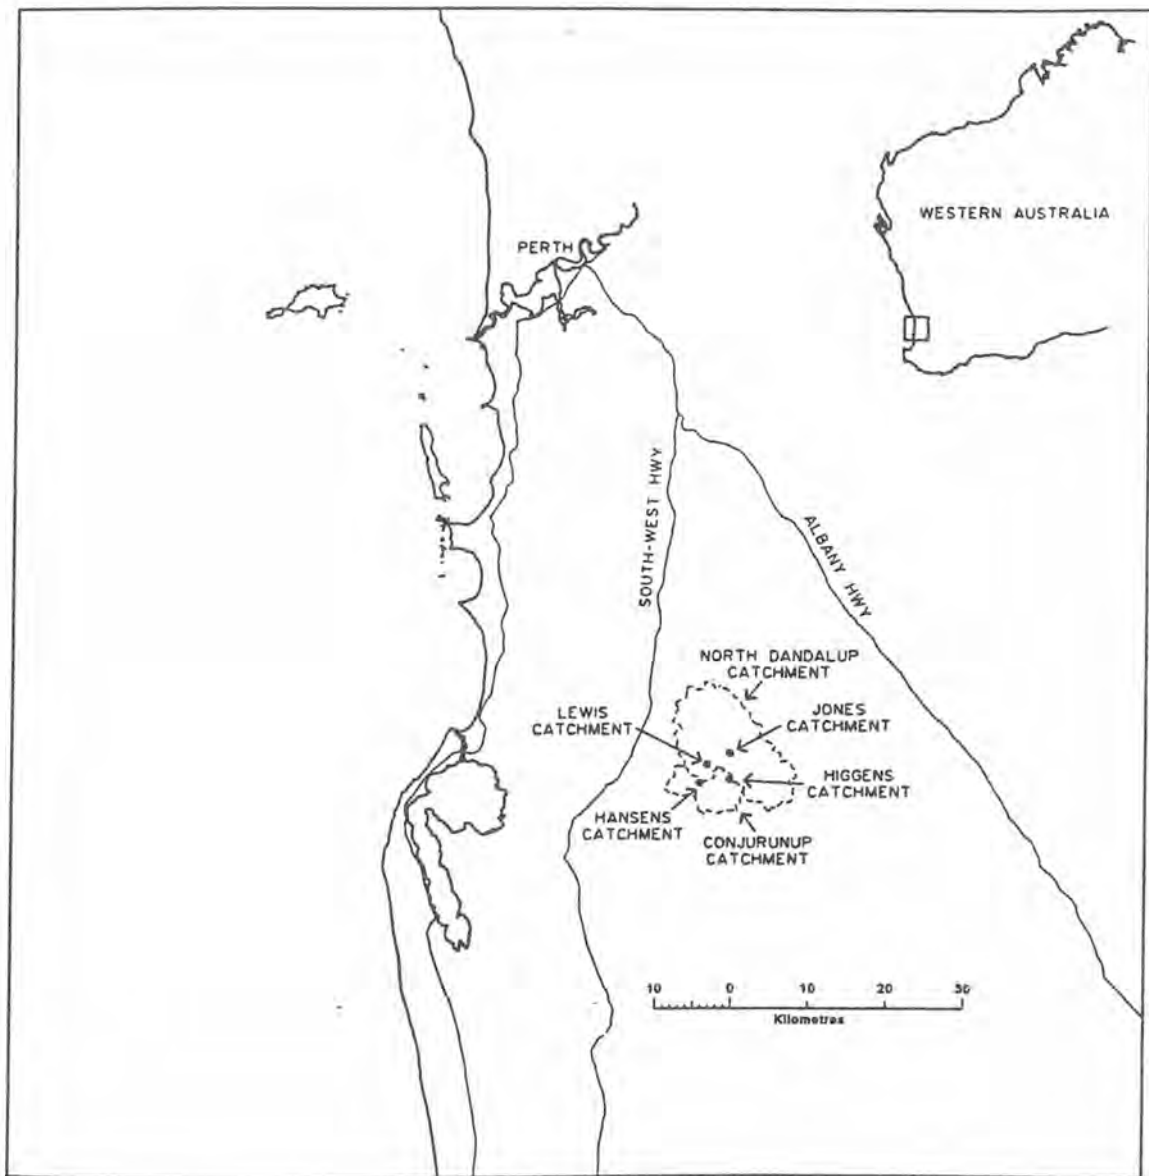 WESTERN AUSTRALIA
PERTH
SOUTH-WEST HWY
ALBANY HWY
NORTH DANDALUP
CATCHMENT
LEWIS
CATCHMENT
JONES
CATCHMENT
HIGGENS
CATCHMENT
HANSENS
CATCHMENT
CONJURUNUP
CATCHMENT
10 0 10 20 30
Kilometres